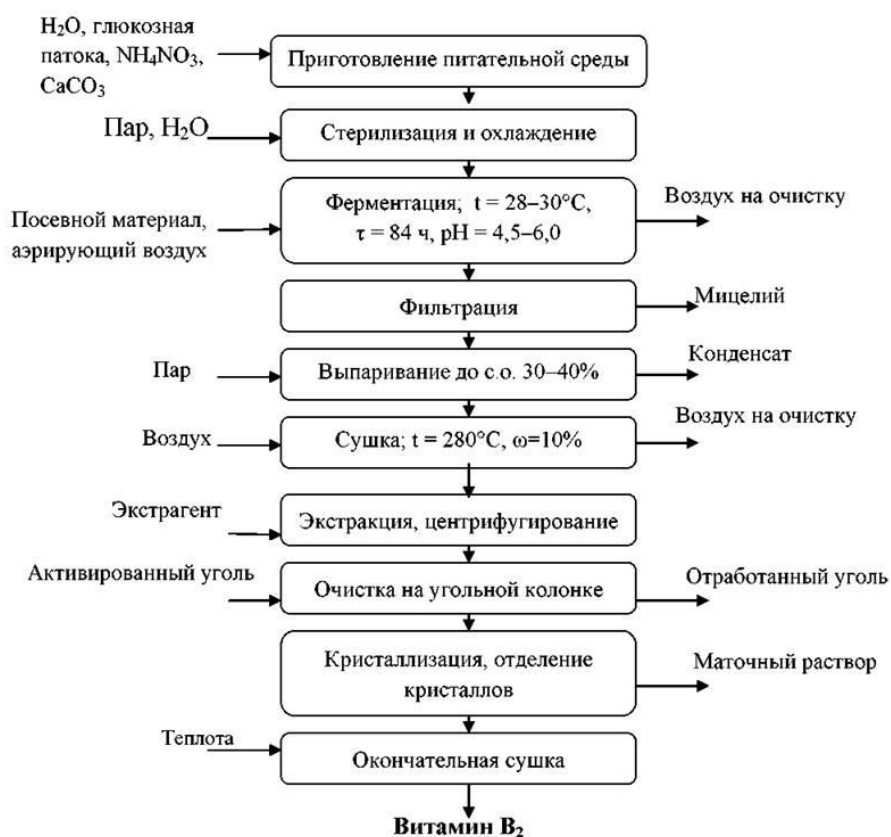 H₂O, глюкозная
патока, NH₄NO₃,
CaCO₃
Приготовление питательной среды
Пар, H₂O
Стерилизация и охлаждение
Посевной материал,
аэрирующий воздух
Ферментация; t = 28–30°C,
τ = 84 ч, pH = 4,5–6,0
Воздух на очистку
Фильтрация
Мицелий
Пар
Выпаривание до с.о. 30–40%
Конденсат
Воздух
Сушка; t = 280°C, ω=10%
Воздух на очистку
Экстрагент
Экстракция, центрифугирование
Активированный уголь
Очистка на угольной колонке
Отработанный уголь
Кристаллизация, отделение
кристаллов
Маточный раствор
Теплота
Окончательная сушка
Витамин B₂